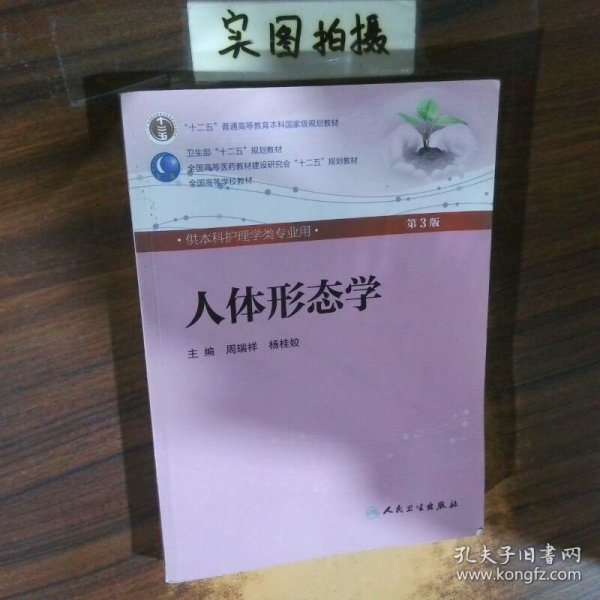 实图拍摄
"十二五"普通高等教育本科国家级规划教材
卫生部"十二五"规划教材
全国高等医药教材建设研究会"十二五"规划教材
全国高等学校教材
·供本科护理学类专业用·
第3版
人体形态学
主编 周瑞祥 杨桂姣
人民卫生出版社
孔夫子旧书网
www.kongfz.com